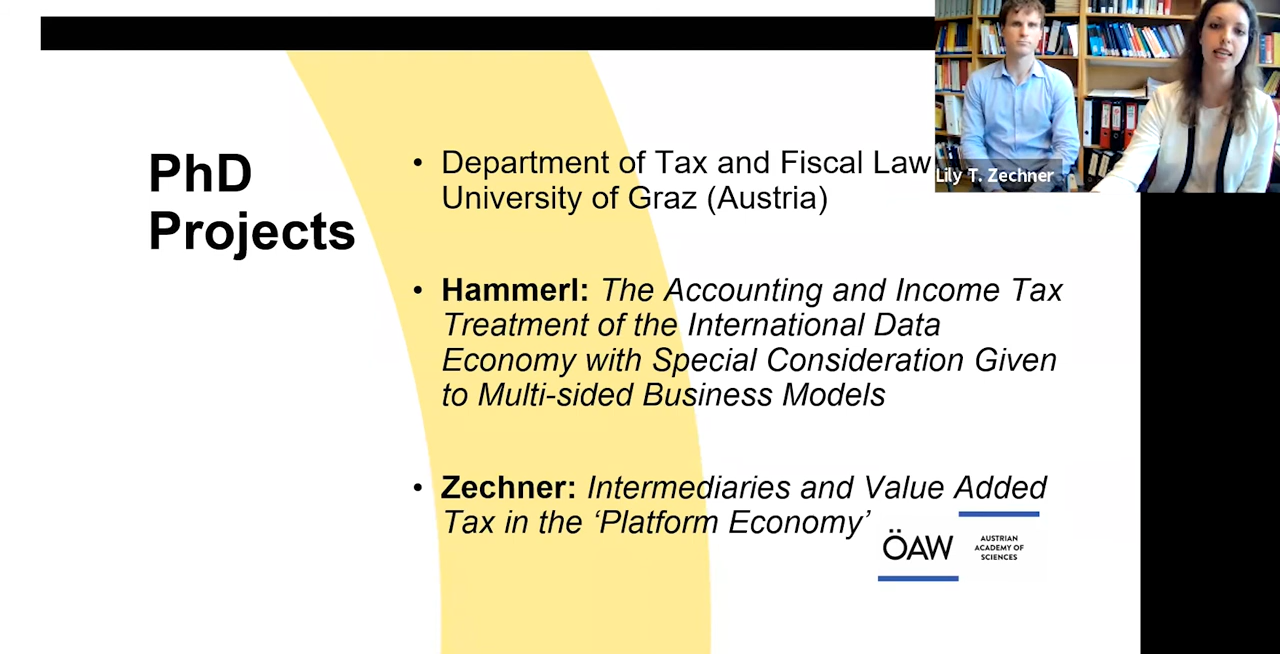 PhD
Projects
• Department of Tax and Fiscal Law
University of Graz (Austria)
• Hammerl: The Accounting and Income Tax
Treatment of the International Data
Economy with Special Consideration Given
to Multi-sided Business Models
• Zechner: Intermediaries and Value Added
Tax in the ‘Platform Economy’
ÖAW
AUSTRIAN
ACADEMY OF
SCIENCES
Lily T. Zechner